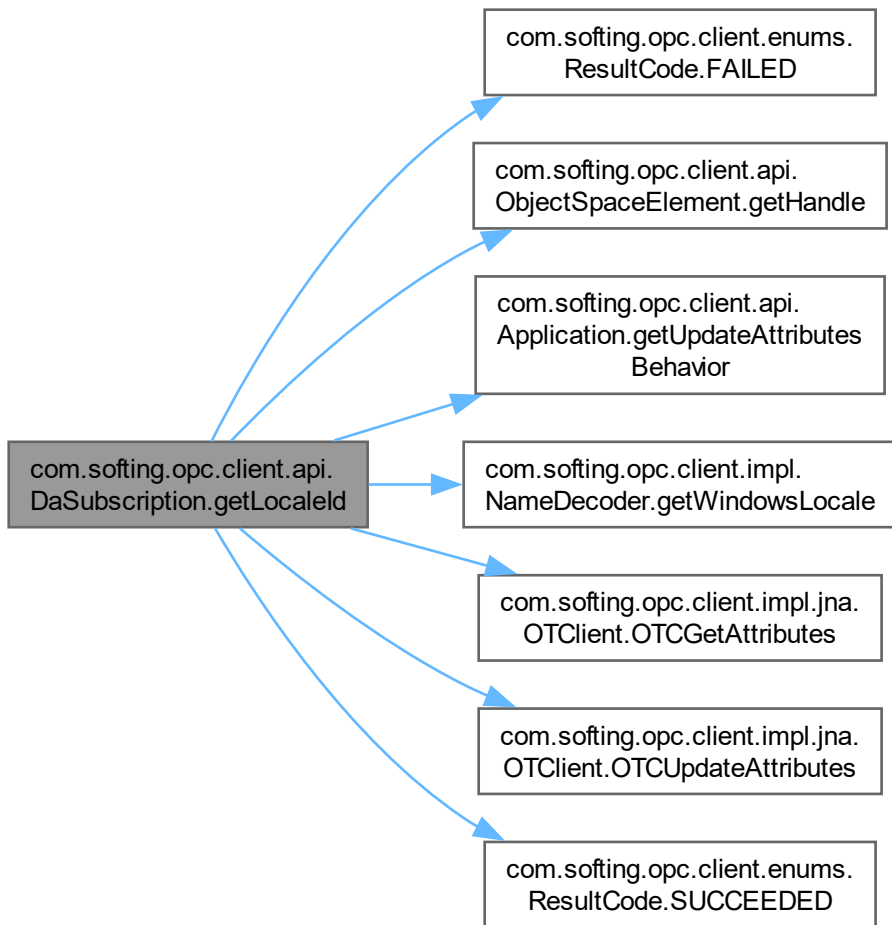 com.softing.opc.client.enums.
ResultCode.FAILED
com.softing.opc.client.api.
ObjectSpaceElement.getHandle
com.softing.opc.client.api.
Application.getUpdateAttributes
Behavior
com.softing.opc.client.api.
DaSubscription.getLocaleId
com.softing.opc.client.impl.
NameDecoder.getWindowsLocale
com.softing.opc.client.impl.jna.
OTClient.OTCGetAttributes
com.softing.opc.client.impl.jna.
OTClient.OTCUpdateAttributes
com.softing.opc.client.enums.
ResultCode.SUCCEEDED